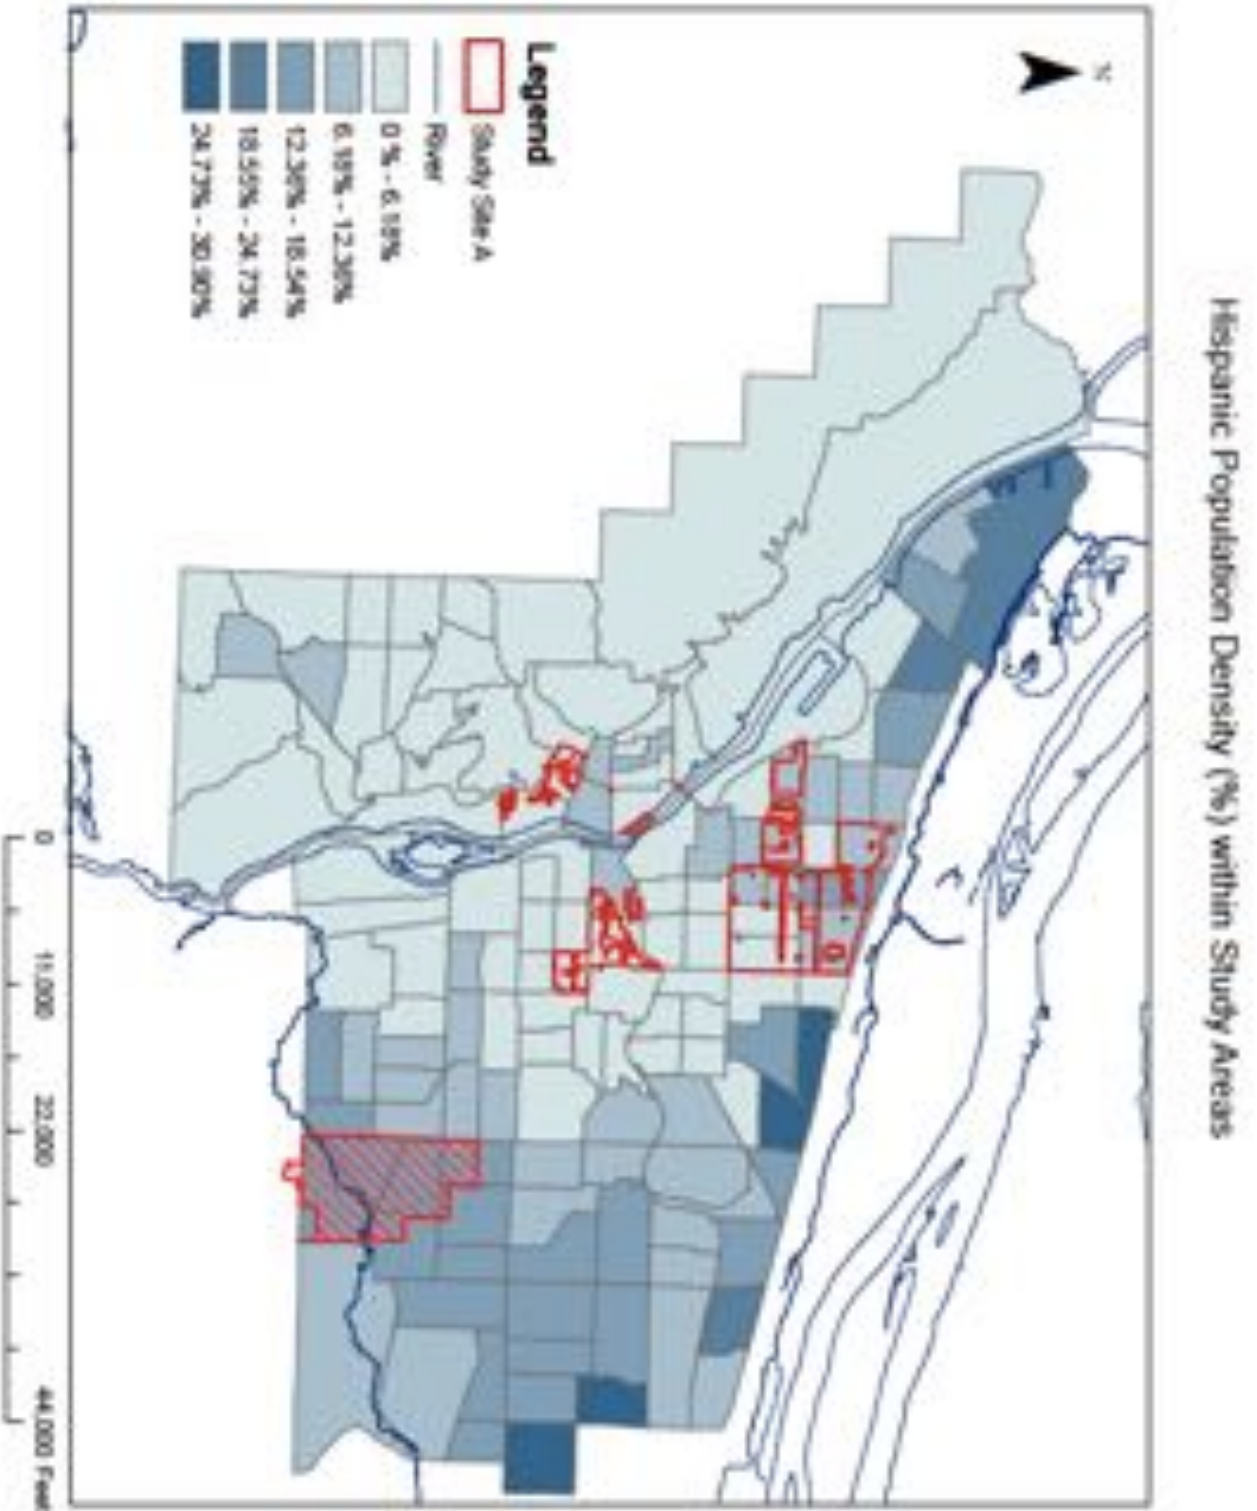 Hispanic Population Density (%) within Study Areas
N
Legend
Study Site A
River
0 % - 6.18%
6.18% - 12.36%
12.36% - 18.54%
18.55% - 24.73%
24.73% - 30.90%
0
11,000
22,000
44,000 Feet